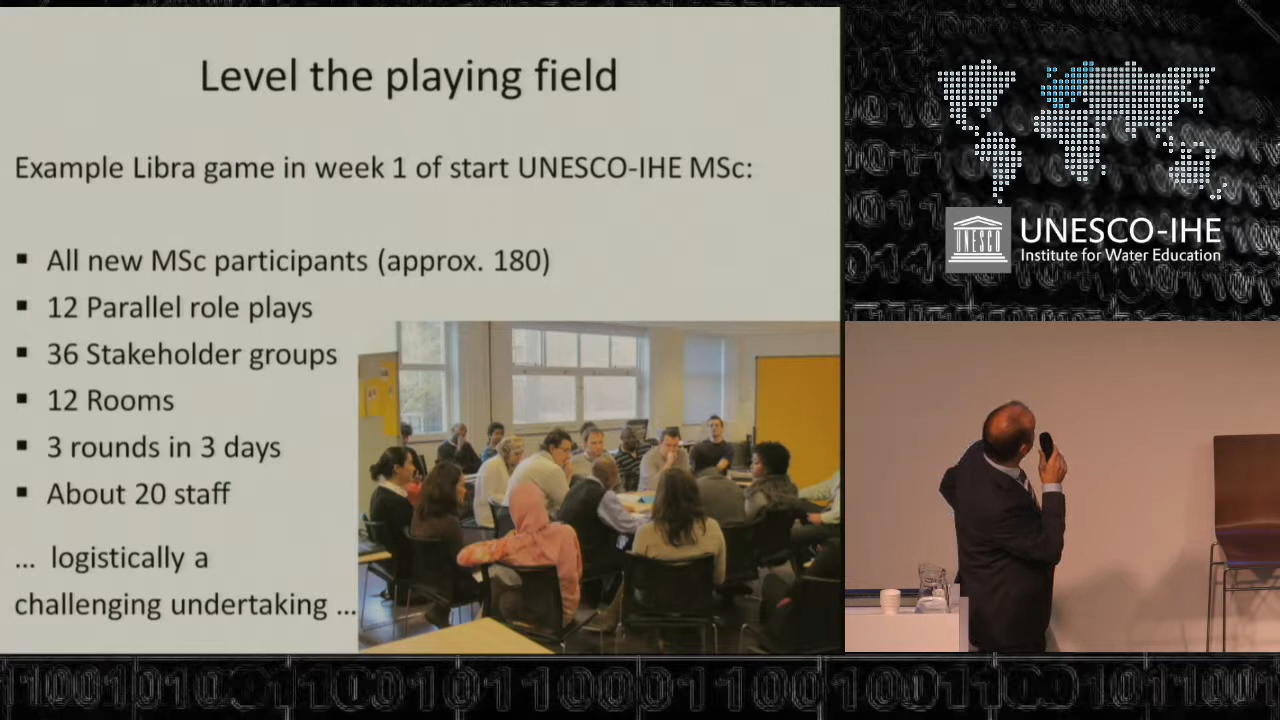 Level the playing field
Example Libra game in week 1 of start UNESCO-IHE MSc:
▪ All new MSc participants (approx. 180)
▪ 12 Parallel role plays
▪ 36 Stakeholder groups
▪ 12 Rooms
▪ 3 rounds in 3 days
▪ About 20 staff
... logistically a
challenging undertaking ...
UNESCO
UNESCO-IHE
Institute for Water Education